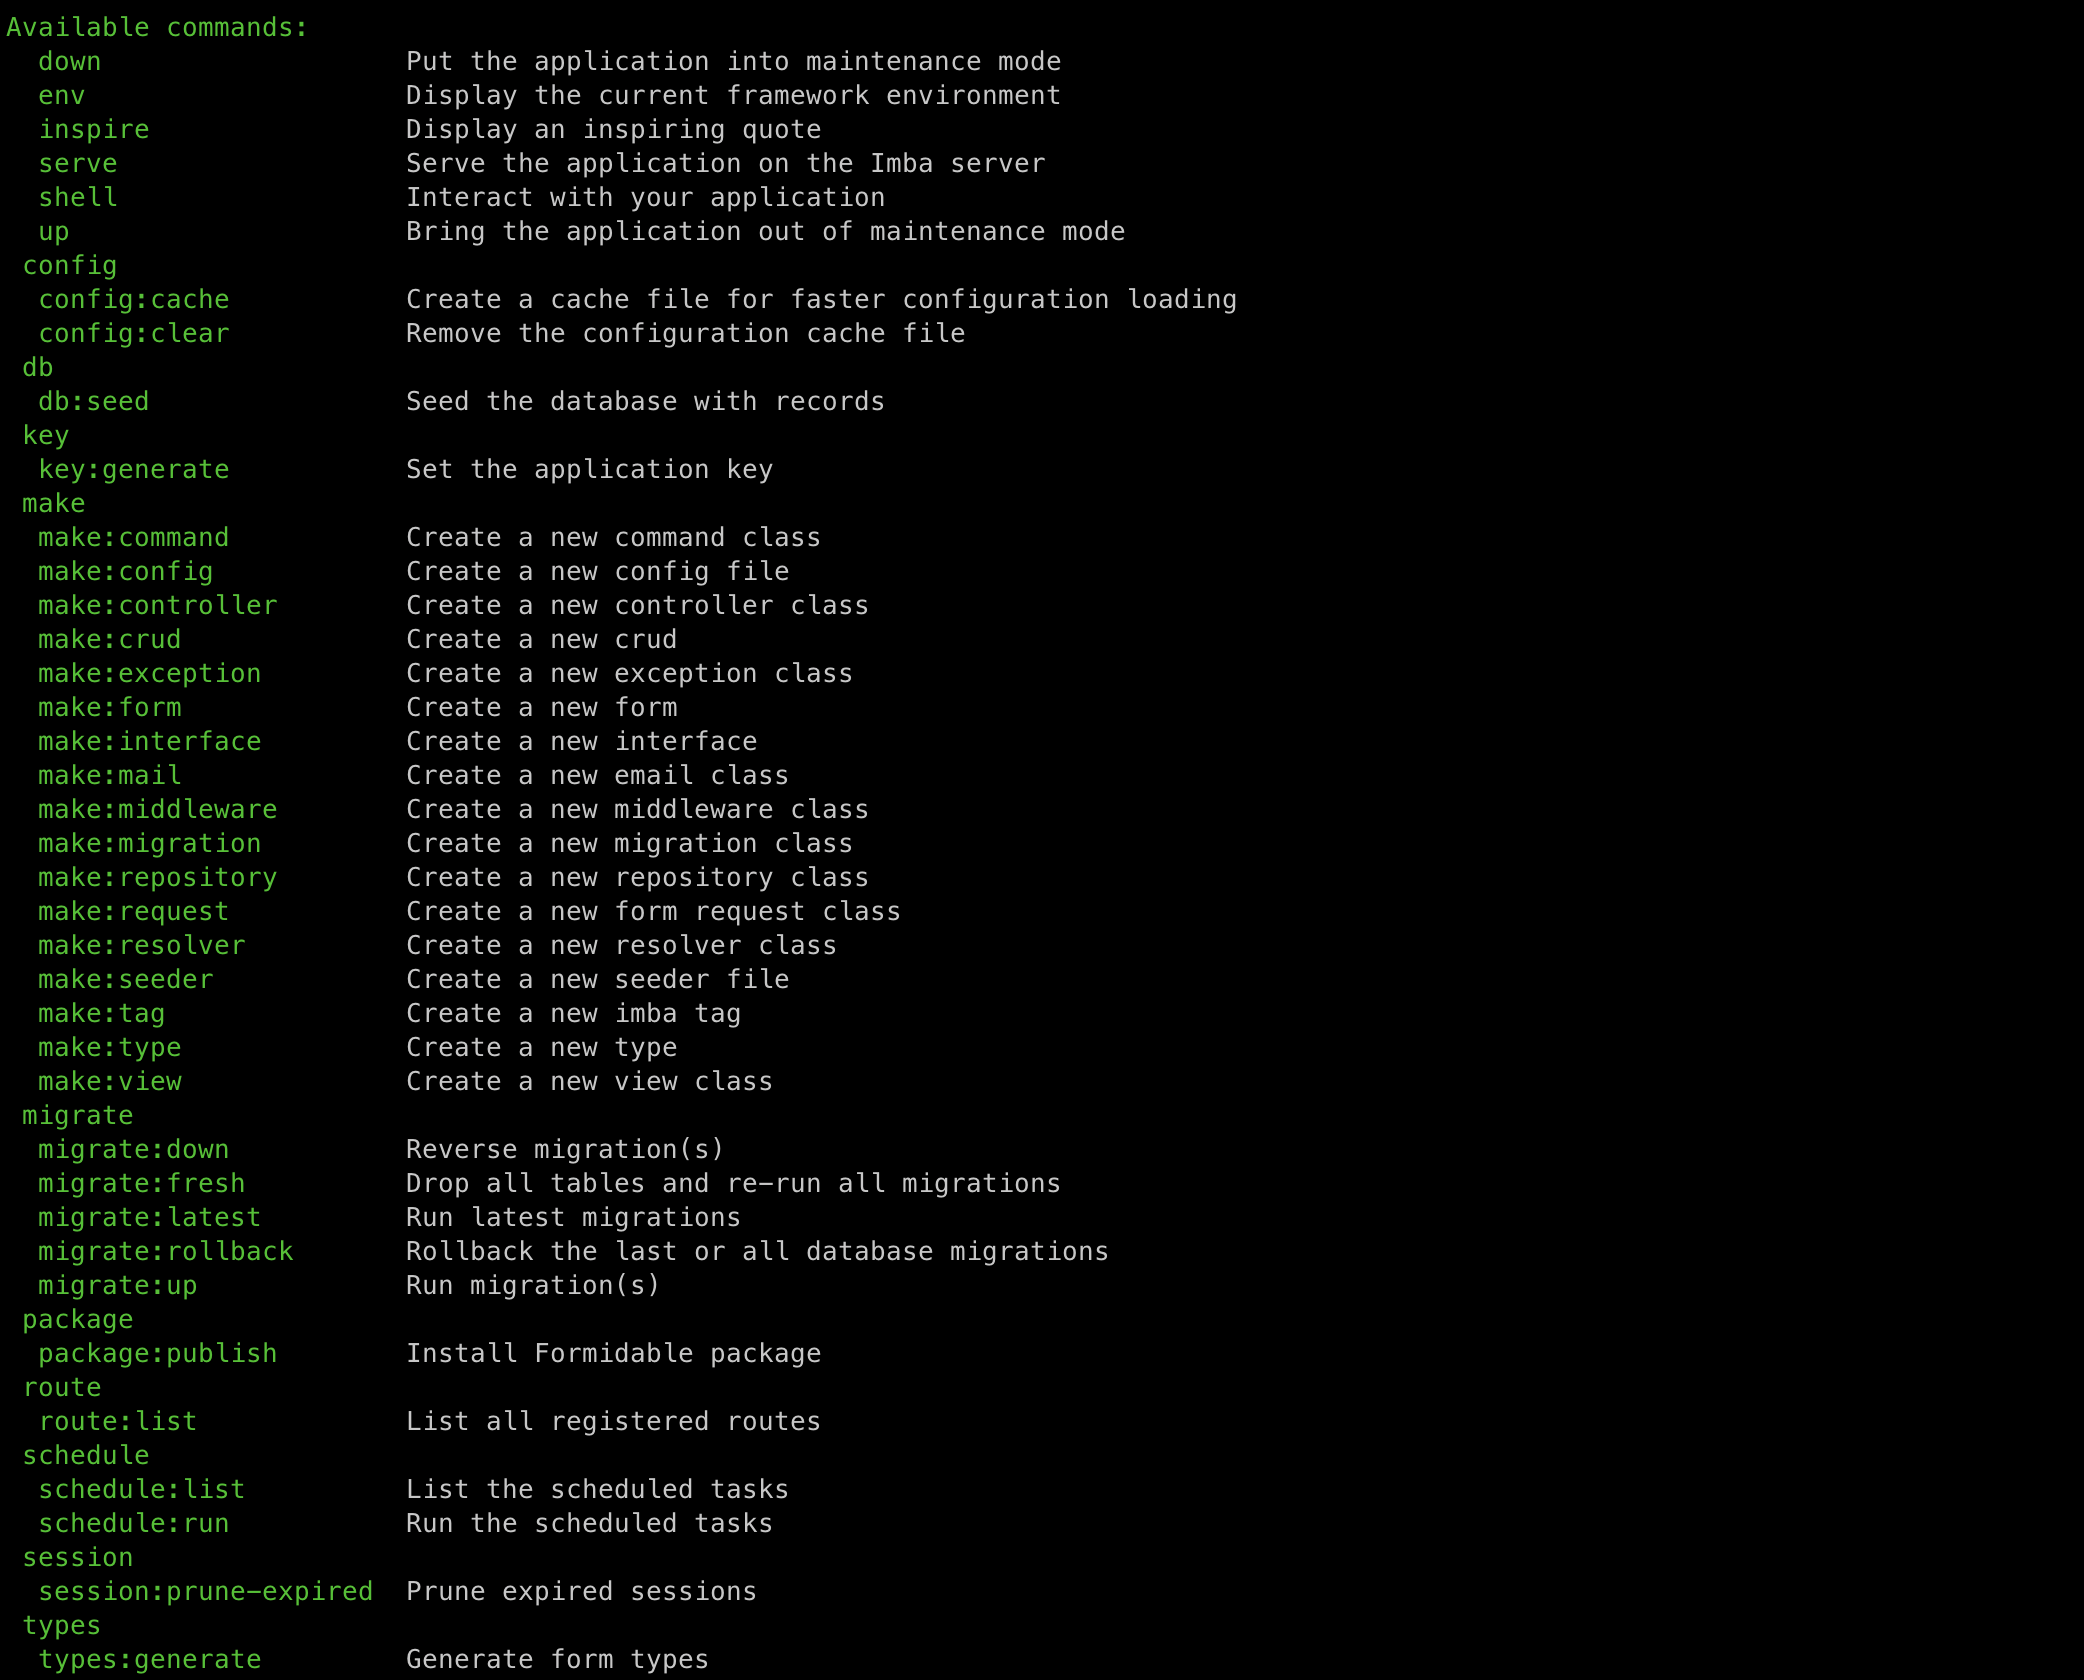 Available commands:
  down                   Put the application into maintenance mode
  env                    Display the current framework environment
  inspire                Display an inspiring quote
  serve                  Serve the application on the Imba server
  shell                  Interact with your application
  up                     Bring the application out of maintenance mode
 config
  config:cache           Create a cache file for faster configuration loading
  config:clear           Remove the configuration cache file
 db
  db:seed                Seed the database with records
 key
  key:generate           Set the application key
 make
  make:command           Create a new command class
  make:config            Create a new config file
  make:controller        Create a new controller class
  make:crud              Create a new crud
  make:exception         Create a new exception class
  make:form              Create a new form
  make:interface         Create a new interface
  make:mail              Create a new email class
  make:middleware        Create a new middleware class
  make:migration         Create a new migration class
  make:repository        Create a new repository class
  make:request           Create a new form request class
  make:resolver          Create a new resolver class
  make:seeder            Create a new seeder file
  make:tag               Create a new imba tag
  make:type              Create a new type
  make:view              Create a new view class
 migrate
  migrate:down           Reverse migration(s)
  migrate:fresh          Drop all tables and re-run all migrations
  migrate:latest         Run latest migrations
  migrate:rollback       Rollback the last or all database migrations
  migrate:up             Run migration(s)
 package
  package:publish        Install Formidable package
 route
  route:list             List all registered routes
 schedule
  schedule:list          List the scheduled tasks
  schedule:run           Run the scheduled tasks
 session
  session:prune-expired  Prune expired sessions
 types
  types:generate         Generate form types